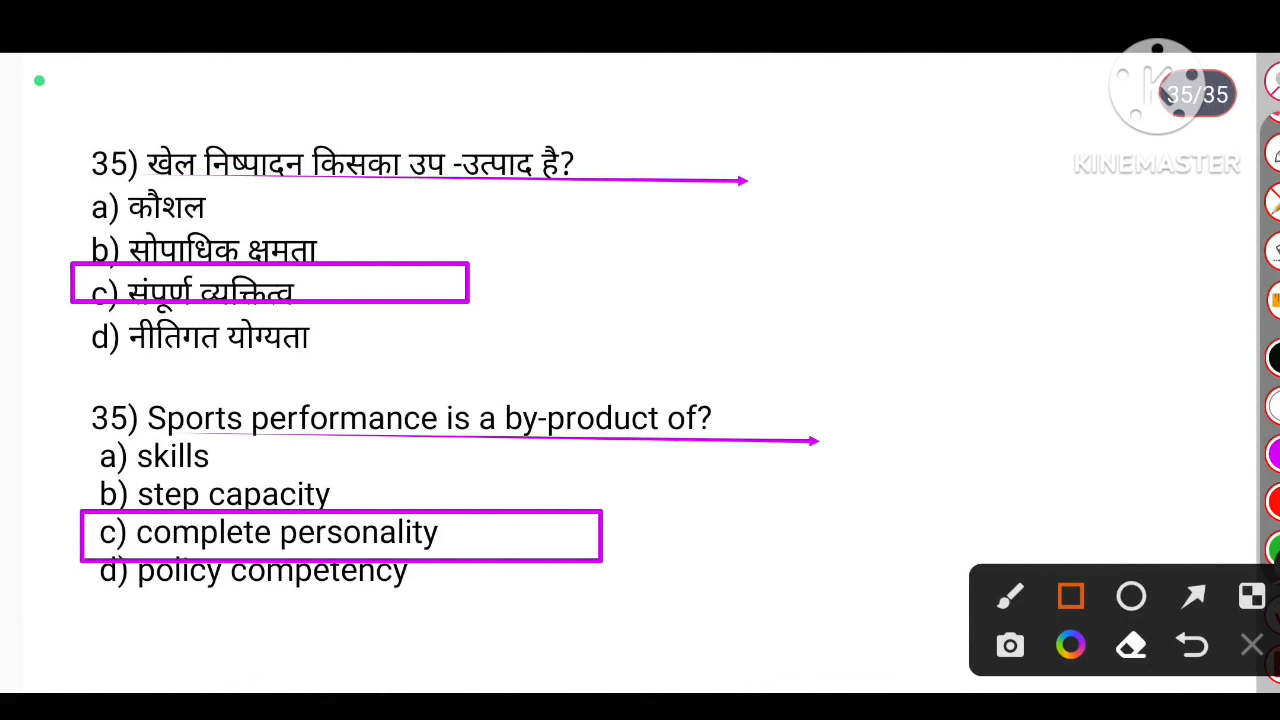 35/35
KINEMASTER
35) खेल निष्पादन किसका उप -उत्पाद है?
a) कौशल
b) सोपाधिक क्षमता
c) संपूर्ण व्यक्तित्व
d) नीतिगत योग्यता
35) Sports performance is a by-product of?
a) skills
b) step capacity
c) complete personality
d) policy competency